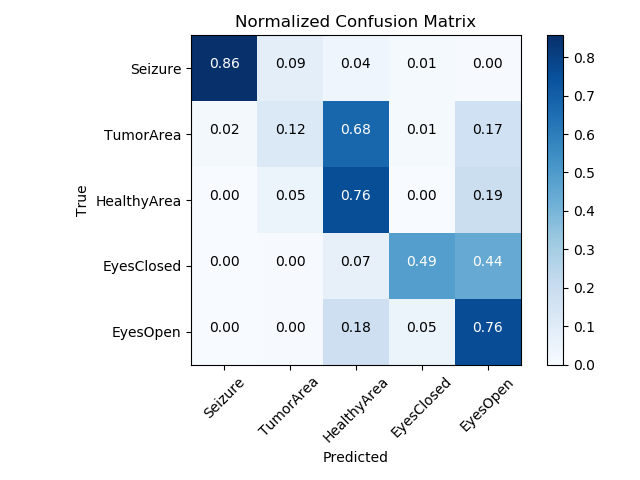 Normalized Confusion Matrix
True
Seizure 0.86 0.09 0.04 0.01 0.00
TumorArea 0.02 0.12 0.68 0.01 0.17
HealthyArea 0.00 0.05 0.76 0.00 0.19
EyesClosed 0.00 0.00 0.07 0.49 0.44
EyesOpen 0.00 0.00 0.18 0.05 0.76
Seizure TumorArea HealthyArea EyesClosed EyesOpen
Predicted
0.8
0.7
0.6
0.5
0.4
0.3
0.2
0.1
0.0